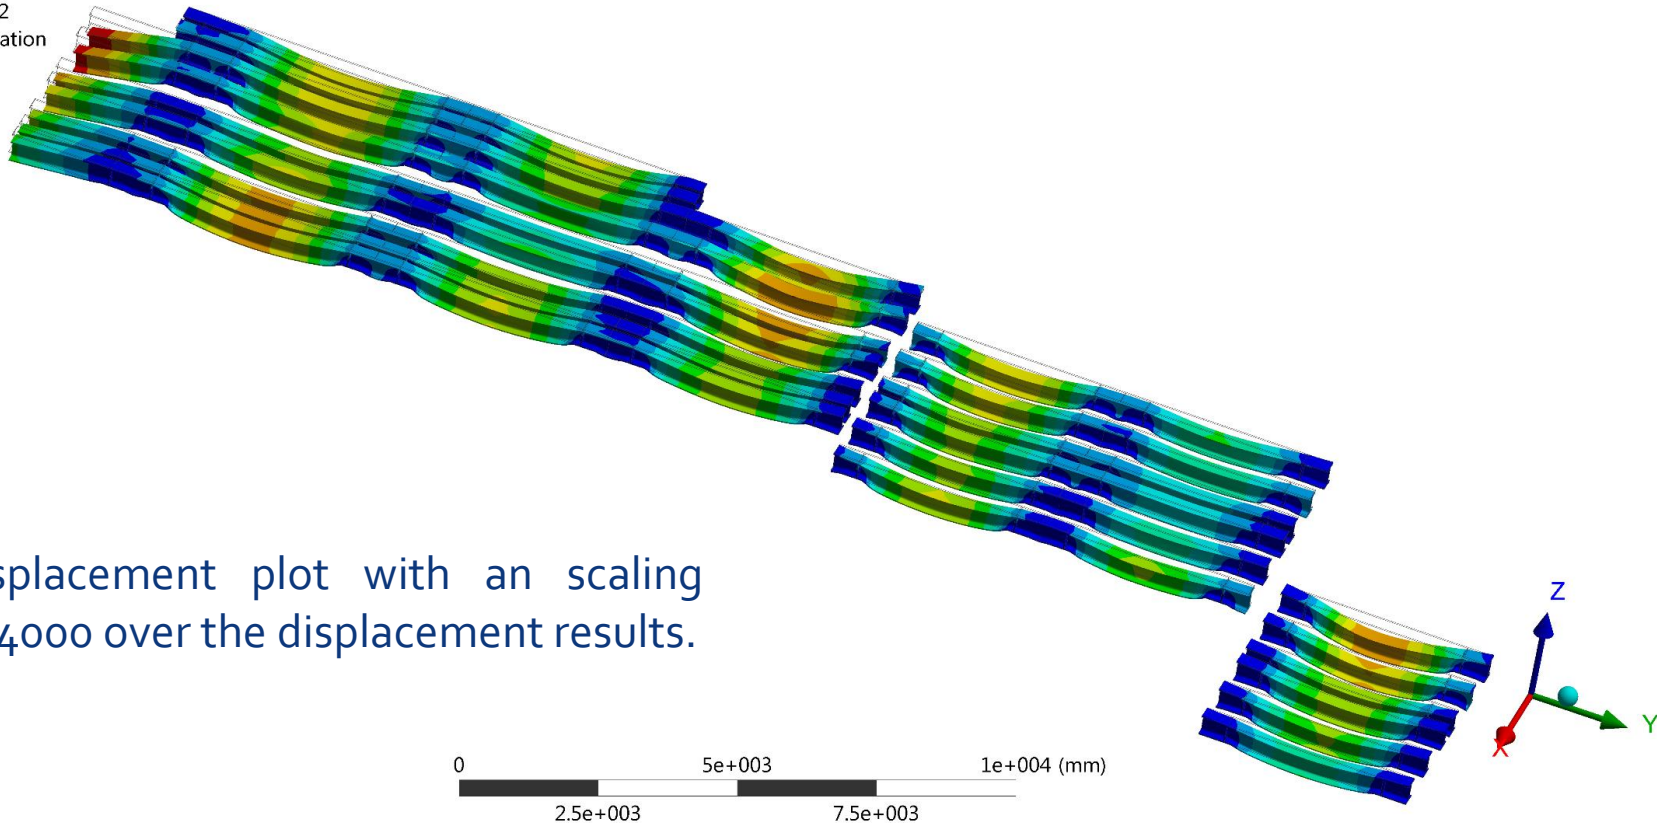 2
ation
splacement plot with an scaling
4000 over the displacement results.
Z
Y
X
0 5e+003 1e+004 (mm)
2.5e+003 7.5e+003